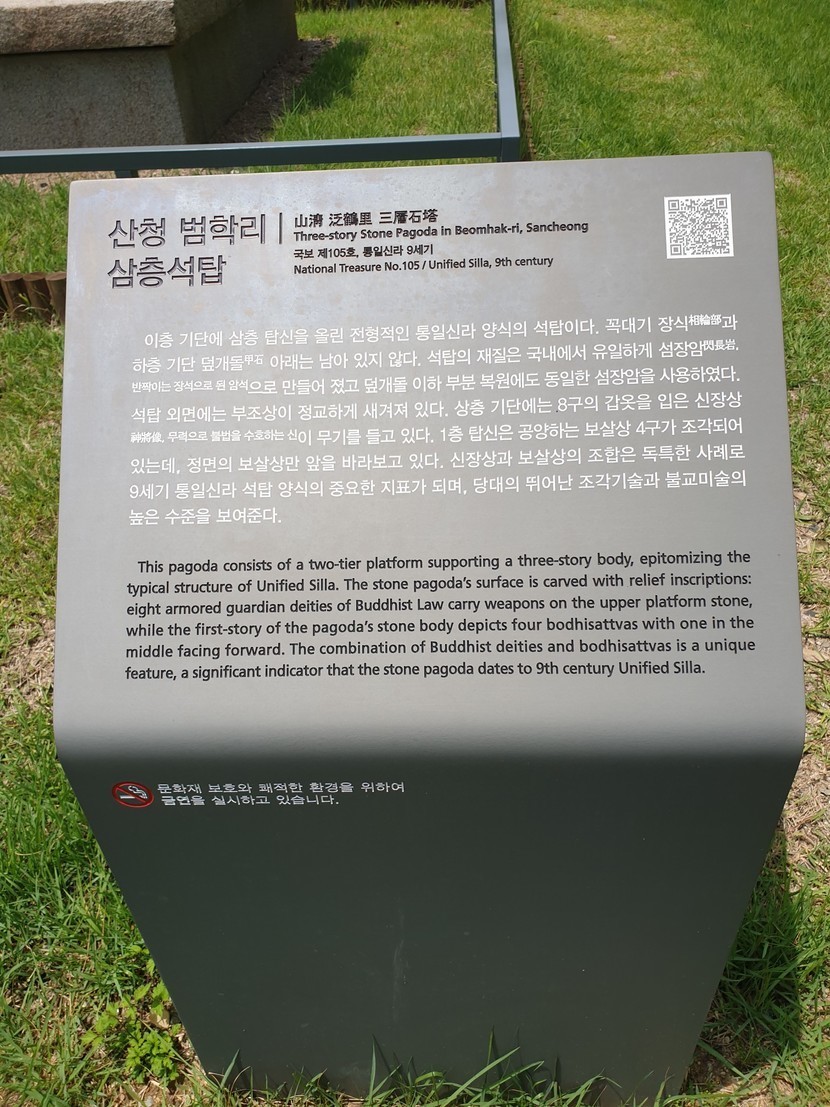 산청 범학리
삼층석탑
山淸 泛鶴里 三層石塔
Three-story Stone Pagoda in Beomhak-ri, Sancheong
국보 제105호, 통일신라 9세기
National Treasure No.105 / Unified Silla, 9th century
이층 기단에 삼층 탑신을 올린 전형적인 통일신라 양식의 석탑이다. 꼭대기 장식相輪部과
하층 기단 덮개돌甲石 아래는 남아 있지 않다. 석탑의 재질은 국내에서 유일하게 섬장암閃長岩,
반짝이는 장석으로 된 암석으로 만들어 졌고 덮개돌 이하 부분 복원에도 동일한 섬장암을 사용하였다.
석탑 외면에는 부조상이 정교하게 새겨져 있다. 상층 기단에는 8구의 갑옷을 입은 신장상
神將像, 무력으로 불법을 수호하는 신이 무기를 들고 있다. 1층 탑신은 공양하는 보살상 4구가 조각되어
있는데, 정면의 보살상만 앞을 바라보고 있다. 신장상과 보살상의 조합은 독특한 사례로
9세기 통일신라 석탑 양식의 중요한 지표가 되며, 당대의 뛰어난 조각기술과 불교미술의
높은 수준을 보여준다.
This pagoda consists of a two-tier platform supporting a three-story body, epitomizing the
typical structure of Unified Silla. The stone pagoda's surface is carved with relief inscriptions:
eight armored guardian deities of Buddhist Law carry weapons on the upper platform stone,
while the first-story of the pagoda's stone body depicts four bodhisattvas with one in the
middle facing forward. The combination of Buddhist deities and bodhisattvas is a unique
feature, a significant indicator that the stone pagoda dates to 9th century Unified Silla.
문화재 보호와 쾌적한 환경을 위하여
금연을 실시하고 있습니다.